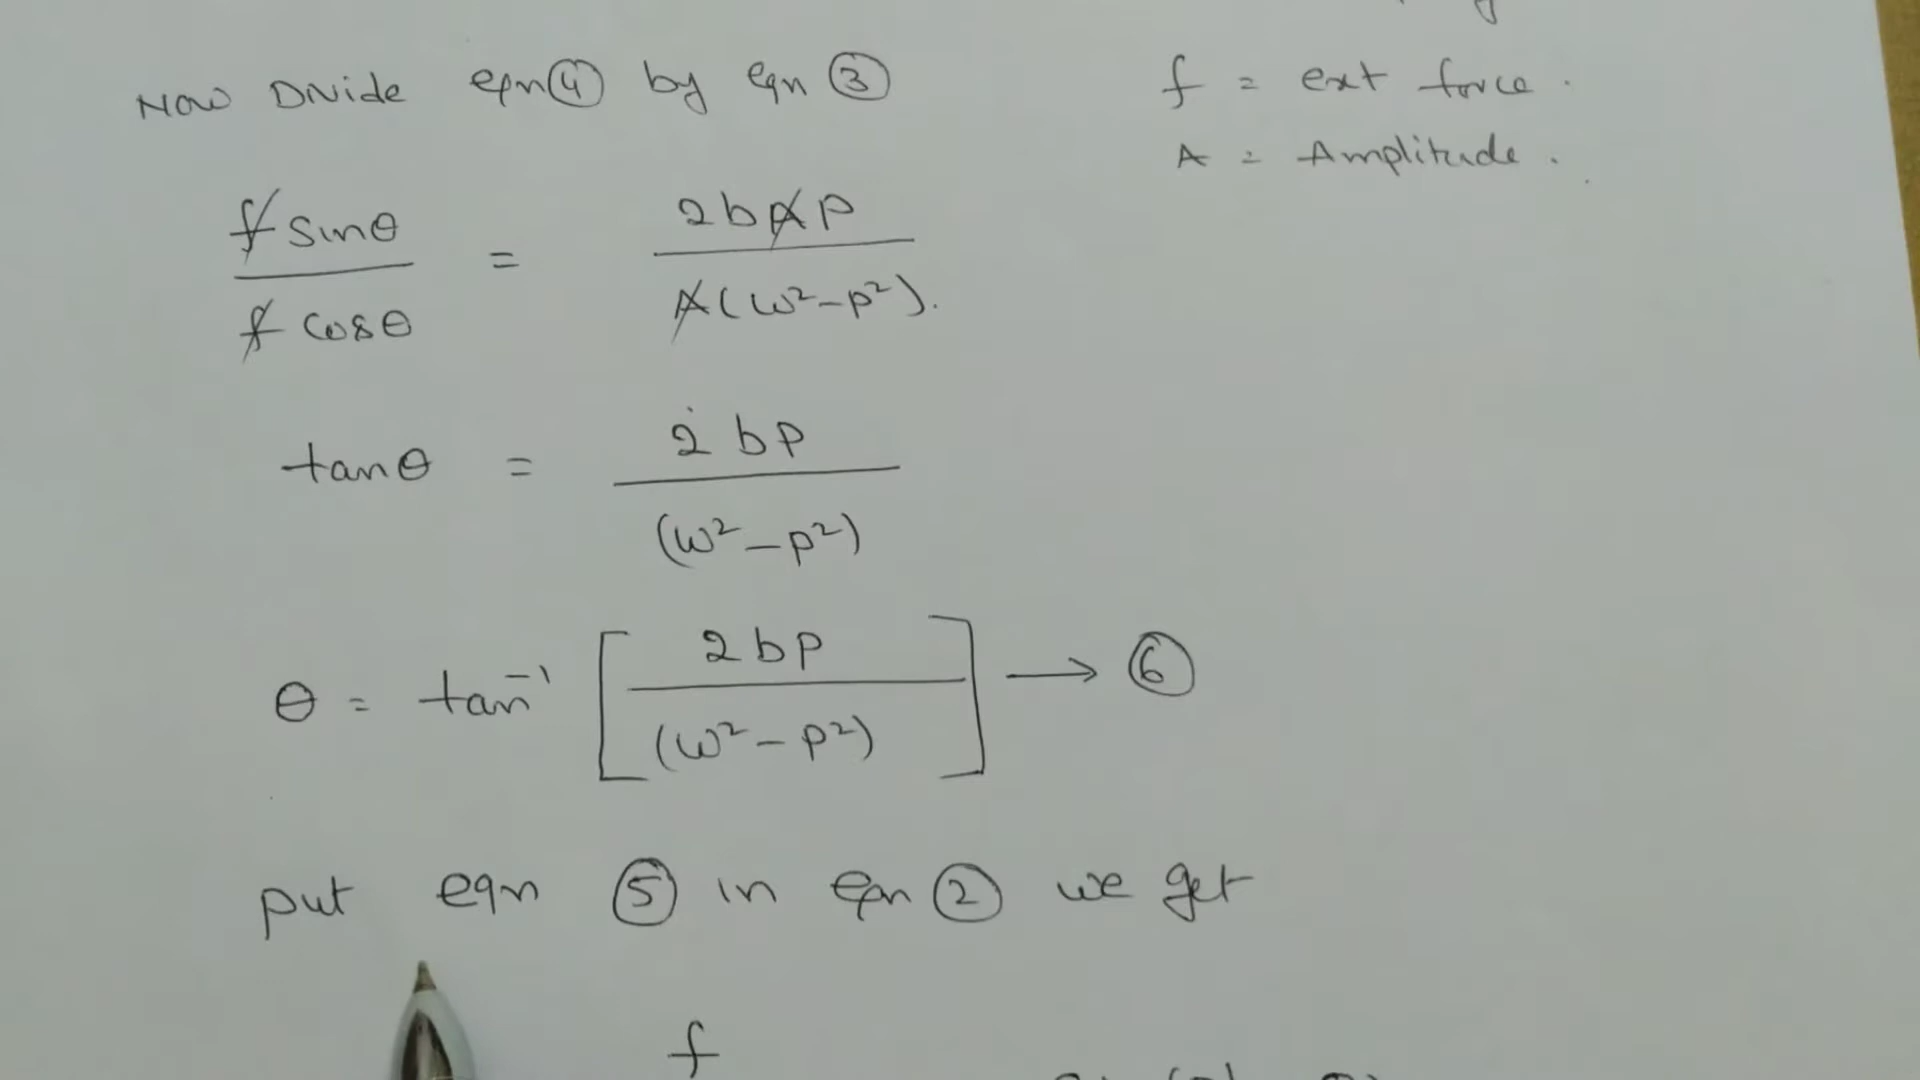 Now Divide eqn ④ by eqn ③
f = ext force.
A = Amplitude.
f sinθ / f cosθ = 2bAp / A(ω²-p²).
tanθ = 2bp / (ω²-p²)
θ = tan⁻¹ [2bp / (ω²-p²)] → ⑥
put eqn ⑤ in eqn ② we get
f